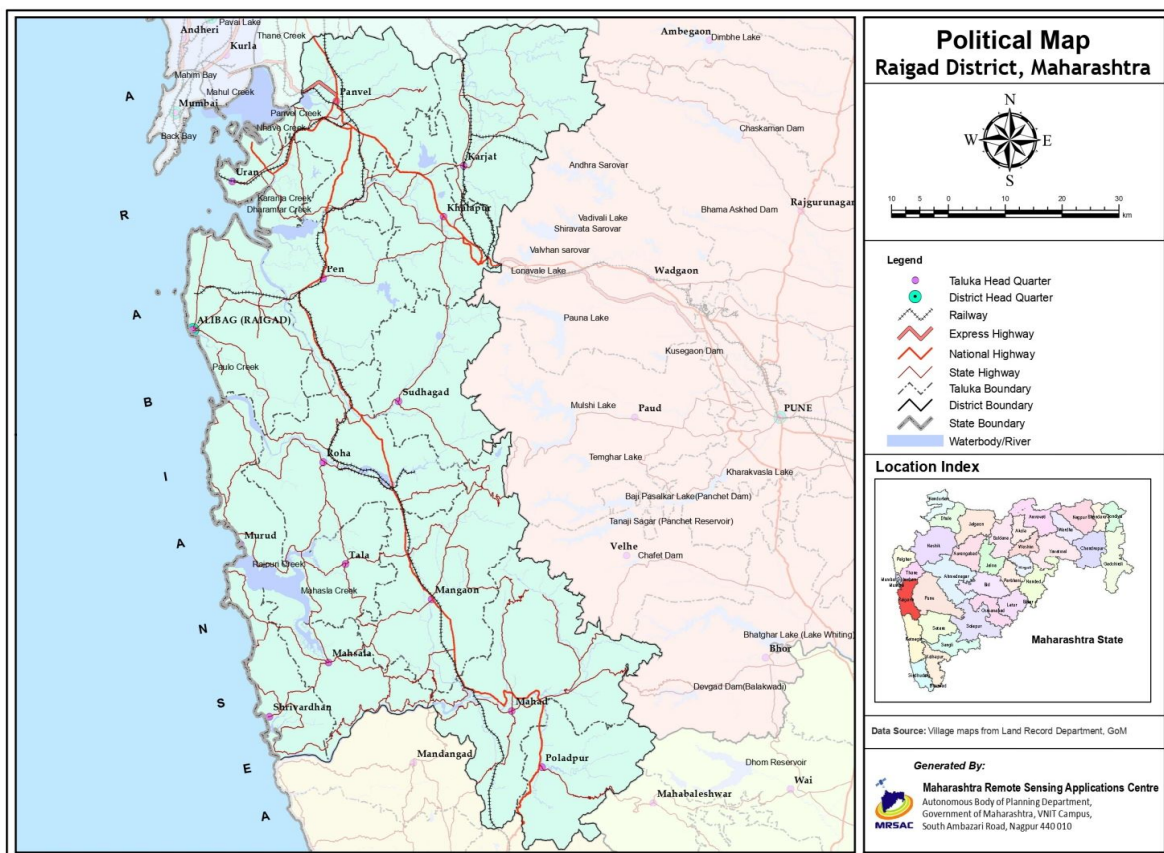 Political Map
Raigad District, Maharashtra
N
W
E
S
10 5 0 10 20 30
km
Legend
Taluka Head Quarter
District Head Quarter
Railway
Express Highway
National Highway
State Highway
Taluka Boundary
District Boundary
State Boundary
Waterbody/River
Location Index
Maharashtra State
Data Source: Village maps from Land Record Department, GoM
Generated By:
Maharashtra Remote Sensing Applications Centre
Autonomous Body of Planning Department,
Government of Maharashtra, VNIT Campus,
South Ambazari Road, Nagpur 440 010
MRSAC
ARABIAN SEA
Andheri
Pavai Lake
Thane Creek
Kurla
Mahim Bay
Mahul Creek
Mumbai
Back Bay
Panvel
Panvel Creek
Nhava Creek
Uran
Karanja Creek
Dharamtar Creek
Karjat
Khalapur
Pen
ALIBAG (RAIGAD)
Paulo Creek
Sudhagad
Roha
Murud
Rajpuri Creek
Tala
Mahasla Creek
Mangaon
Mahsala
Shrivardhan
Mahad
Poladpur
Mandangad
Mahabaleshwar
Wai
Dhom Reservoir
Ambegaon
Dimbhe Lake
Chaskaman Dam
Andhra Sarovar
Rajgurunagar
Bhama Askhed Dam
Vadivali Lake
Shiravata Sarovar
Valvhan sarovar
Lonavale Lake
Wadgaon
Pauna Lake
Kusegaon Dam
Mulshi Lake
Paud
PUNE
Temghar Lake
Kharakvasla Lake
Baji Pasalkar Lake(Panchet Dam)
Tanaji Sagar (Panchet Reservoir)
Velhe
Chafet Dam
Bhatghar Lake (Lake Whiting)
Bhor
Devgad Dam(Balakwadi)